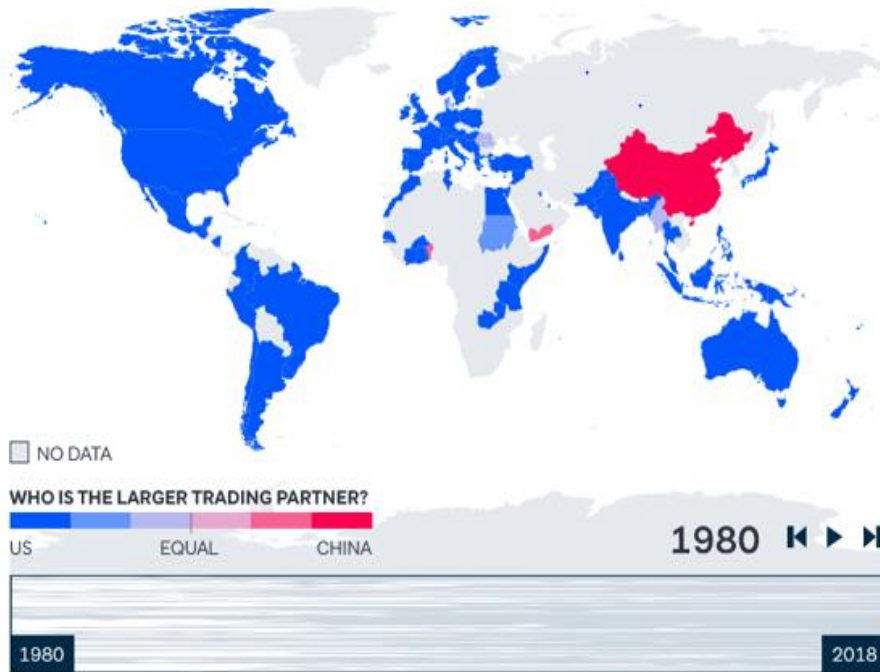 NO DATA
WHO IS THE LARGER TRADING PARTNER?
US EQUAL CHINA
1980
1980 2018